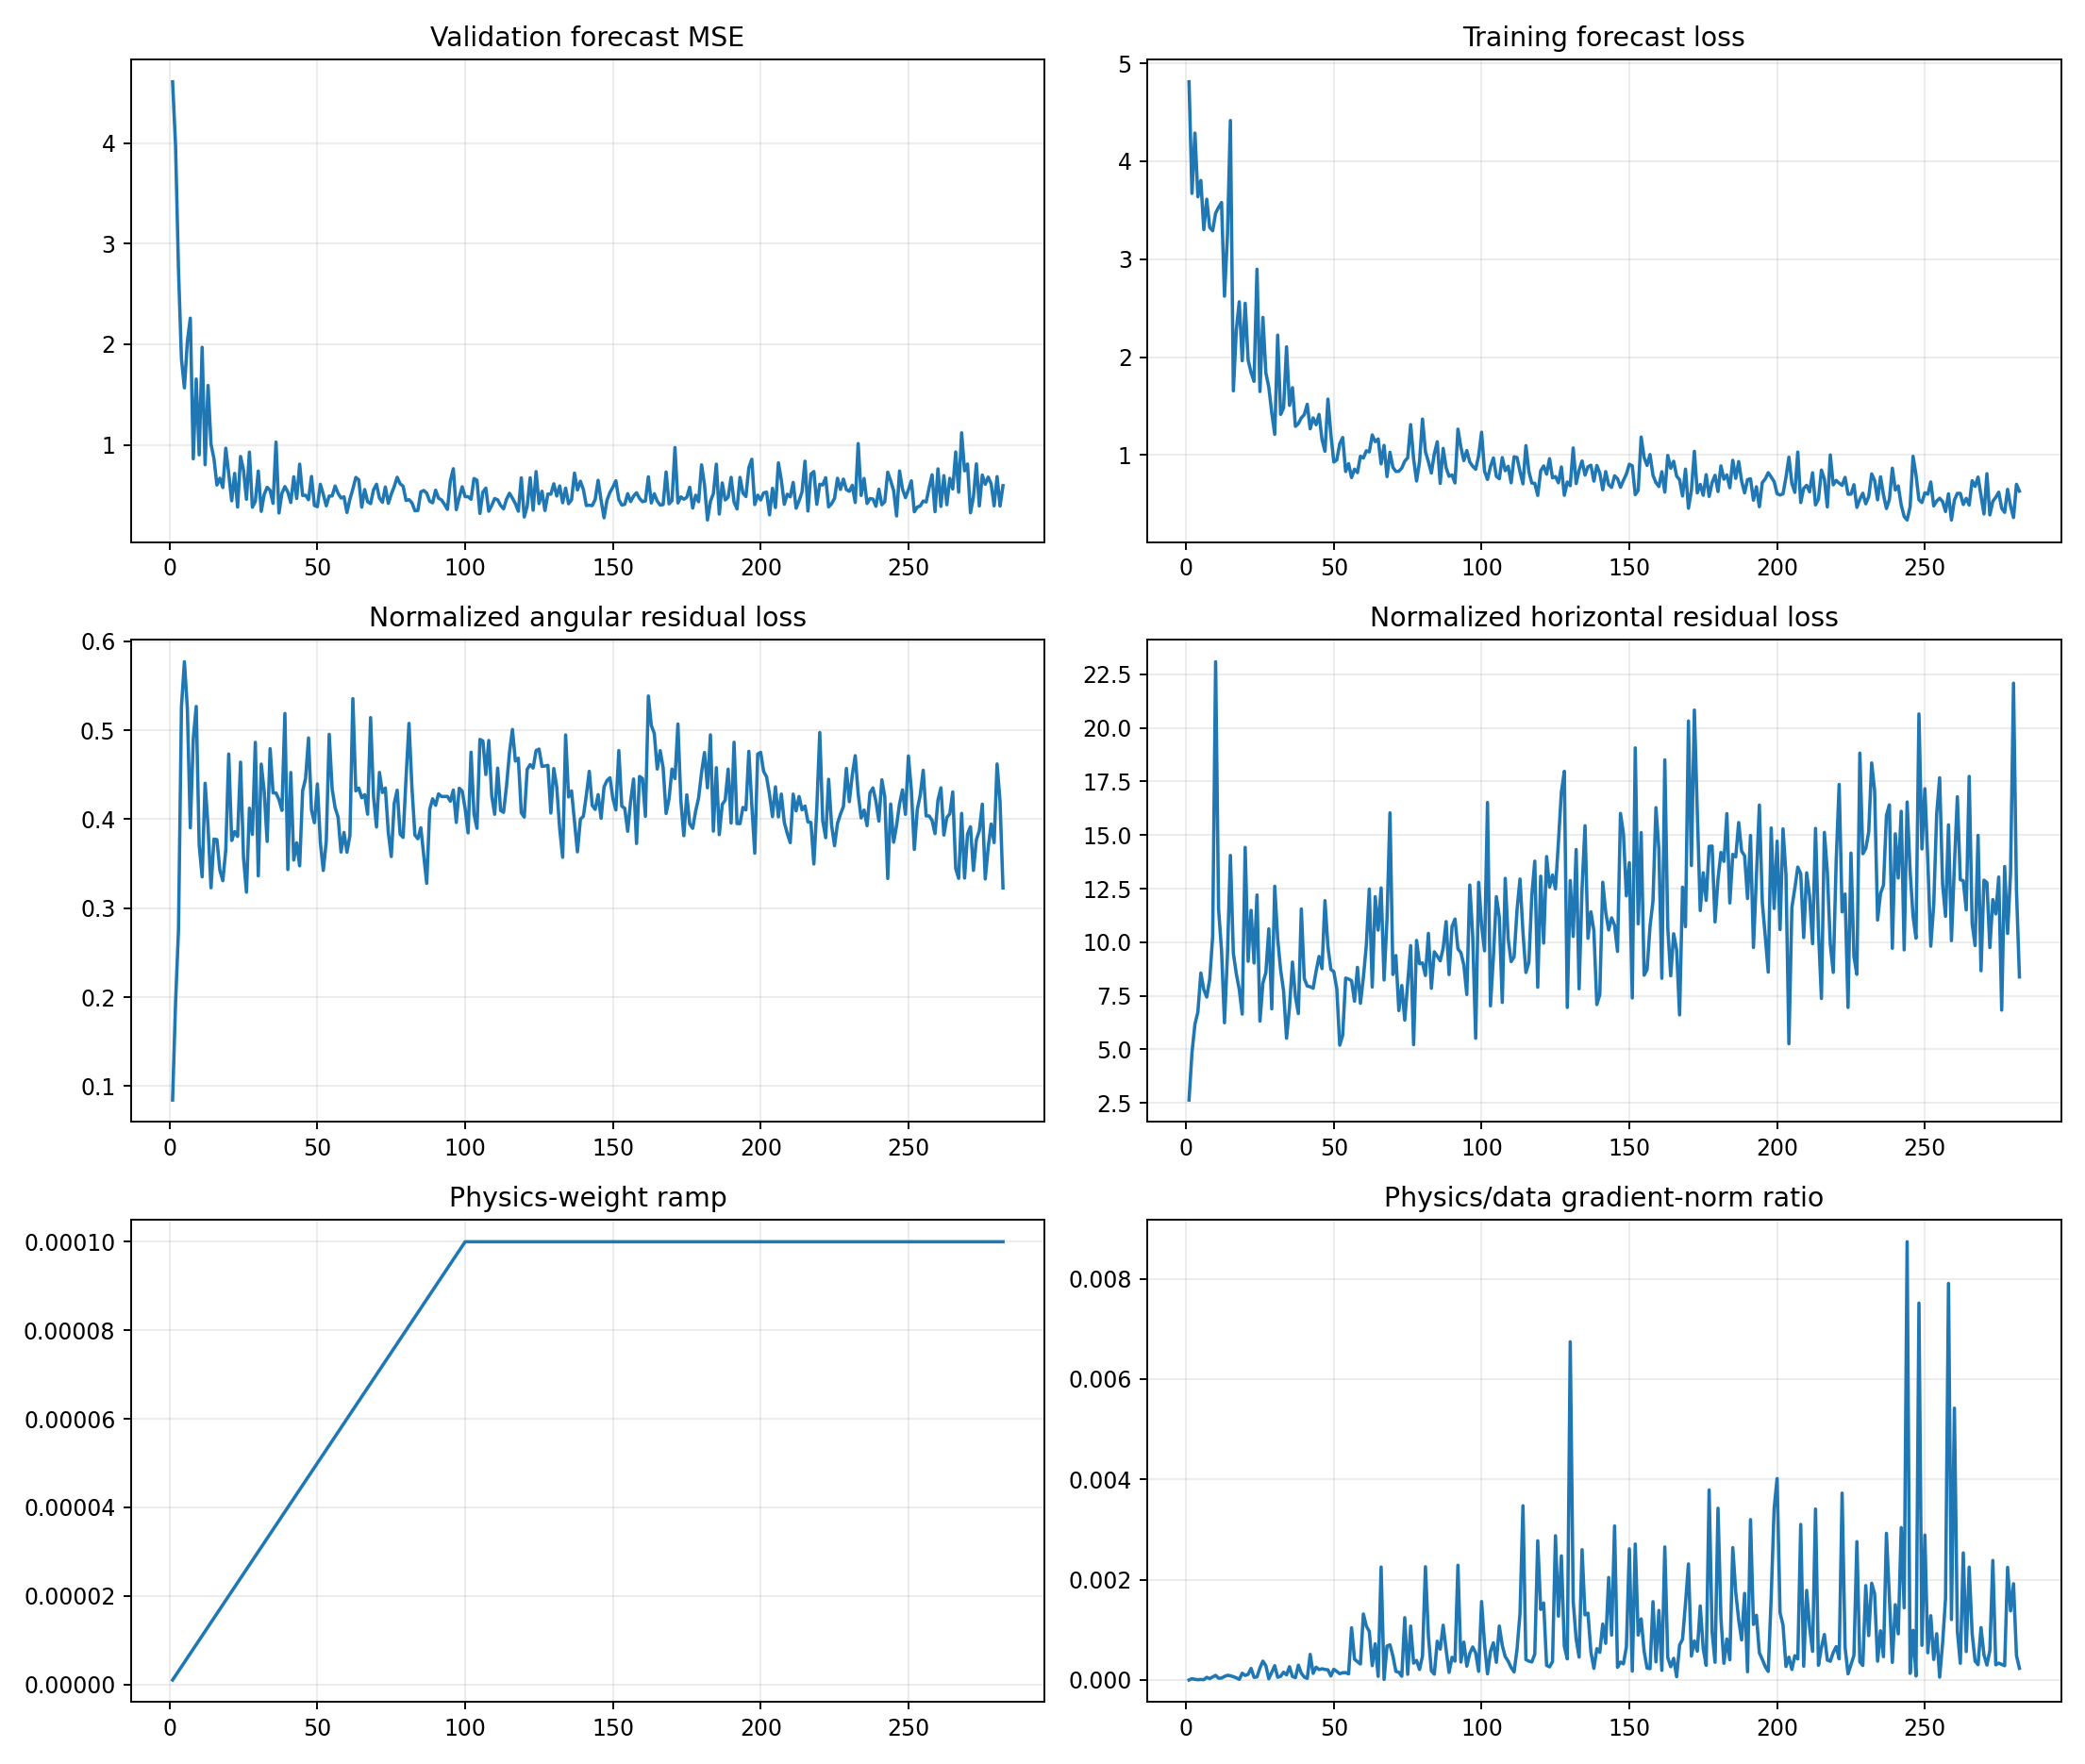 Validation forecast MSE
4
3
2
1
0 50 100 150 200 250
Training forecast loss
5
4
3
2
1
0 50 100 150 200 250
Normalized angular residual loss
0.6
0.5
0.4
0.3
0.2
0.1
0 50 100 150 200 250
Normalized horizontal residual loss
22.5
20.0
17.5
15.0
12.5
10.0
7.5
5.0
2.5
0 50 100 150 200 250
Physics-weight ramp
0.00010
0.00008
0.00006
0.00004
0.00002
0.00000
0 50 100 150 200 250
Physics/data gradient-norm ratio
0.008
0.006
0.004
0.002
0.000
0 50 100 150 200 250